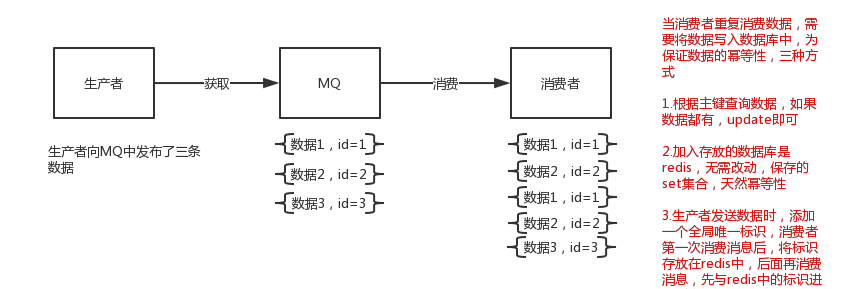 生产者
获取
MQ
消费
消费者
生产者向MQ中发布了三条
数据
数据1，id=1
数据2，id=2
数据3，id=3
数据1，id=1
数据2，id=2
数据1，id=1
数据2，id=2
数据3，id=3
当消费者重复消费数据，需
要将数据写入数据库中，为
保证数据的幂等性，三种方
式
1.根据主键查询数据，如果
数据都有，update即可
2.加入存放的数据库是
redis，无需改动，保存的
set集合，天然幂等性
3.生产者发送数据时，添加
一个全局唯一标识，消费者
第一次消费消息后，将标识
存放在redis中，后面再消费
消息，先与redis中的标识进